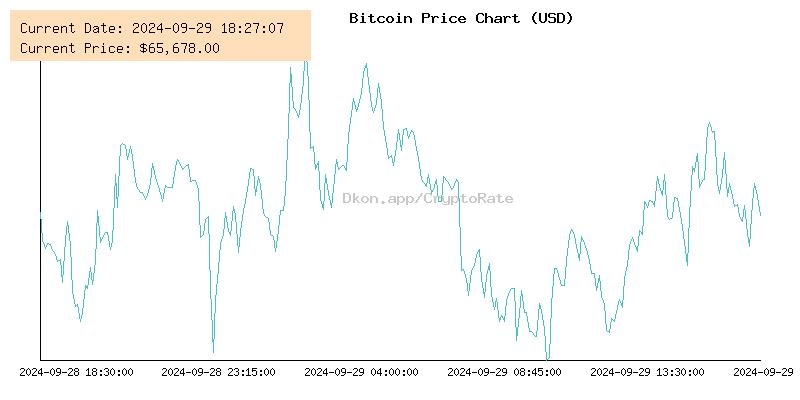 Bitcoin Price Chart (USD)
Current Date: 2024-09-29 18:27:07
Current Price: $65,678.00
Dkon.app/CryptoRate
2024-09-28 18:30:00
2024-09-28 23:15:00
2024-09-29 04:00:00
2024-09-29 08:45:00
2024-09-29 13:30:00
2024-09-29